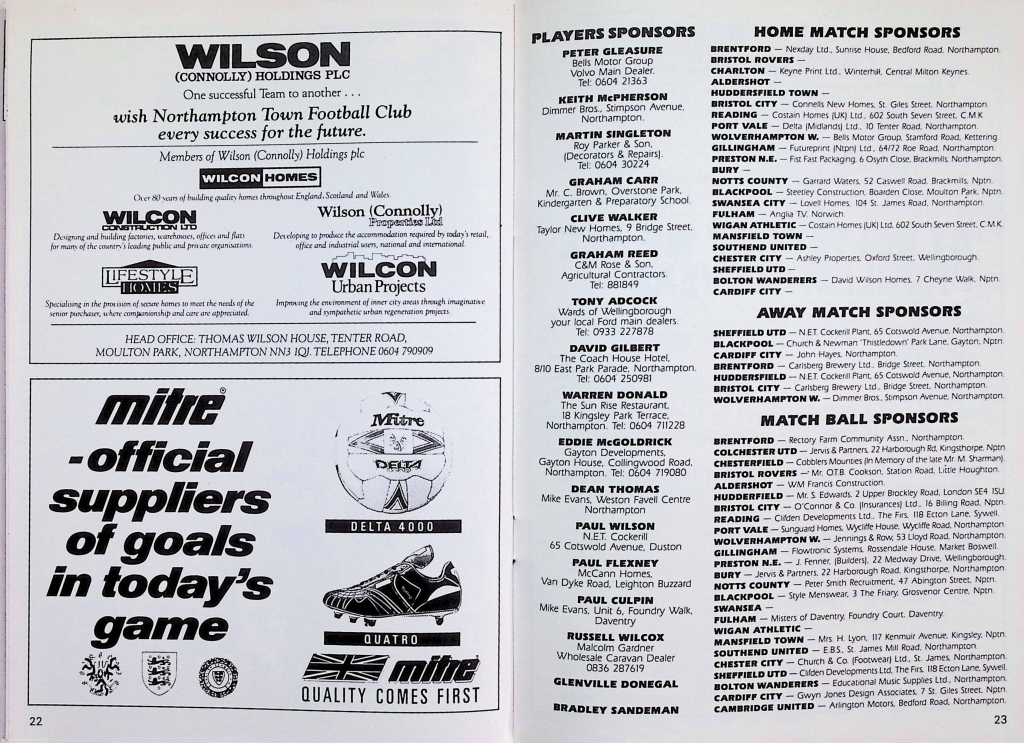 WILSON
(CONNOLLY) HOLDINGS PLC
One successful Team to another . . .
wish Northampton Town Football Club
every success for the future.
Members of Wilson (Connolly) Holdings plc
WILCON HOMES
Over 80 years of building quality homes throughout England, Scotland and Wales
WILCON
CONSTRUCTION LTD
Designing and building factories, warehouses, offices and flats
for many of the country's leading public and private organisations.
Wilson (Connolly)
Properties Ltd
Developing to produce the accommodation required by today's retail,
office and industrial users, national and international.
LIFESTYLE
HOMES
Specialising in the provision of secure homes to meet the needs of the
senior purchaser, where companionship and care are appreciated.
WILCON
Urban Projects
Improving the environment of inner city areas through imaginative
and sympathetic urban regeneration projects.
HEAD OFFICE: THOMAS WILSON HOUSE, TENTER ROAD,
MOULTON PARK, NORTHAMPTON NN3 1QJ. TELEPHONE 0604 790909
mitre®
-official
suppliers
of goals
in today's
game
Mitre
DELTA
DELTA 4000
QUATRO
mitre
QUALITY COMES FIRST
22
PLAYERS SPONSORS
PETER GLEASURE
Bells Motor Group
Volvo Main Dealer.
Tel: 0604 21363
KEITH McPHERSON
Dimmer Bros., Stimpson Avenue,
Northampton.
MARTIN SINGLETON
Roy Parker & Son,
(Decorators & Repairs).
Tel: 0604 30224
GRAHAM CARR
Mr. C. Brown, Overstone Park,
Kindergarten & Preparatory School.
CLIVE WALKER
Taylor New Homes, 9 Bridge Street,
Northampton.
GRAHAM REED
C&M Rose & Son,
Agricultural Contractors.
Tel: 881849
TONY ADCOCK
Wards of Wellingborough
your local Ford main dealers.
Tel: 0933 227878
DAVID GILBERT
The Coach House Hotel,
8/10 East Park Parade, Northampton.
Tel: 0604 250981
WARREN DONALD
The Sun Rise Restaurant,
18 Kingsley Park Terrace,
Northampton. Tel: 0604 711228
EDDIE McGOLDRICK
Gayton Developments,
Gayton House, Collingwood Road,
Northampton. Tel: 0604 719080
DEAN THOMAS
Mike Evans, Weston Favell Centre
Northampton
PAUL WILSON
N.E.T. Cockerill
65 Cotswold Avenue, Duston
PAUL FLEXNEY
McCann Homes,
Van Dyke Road, Leighton Buzzard
PAUL CULPIN
Mike Evans, Unit 6, Foundry Walk,
Daventry
RUSSELL WILCOX
Malcolm Gardner
Wholesale Caravan Dealer
0836 287619
GLENVILLE DONEGAL
BRADLEY SANDEMAN
HOME MATCH SPONSORS
BRENTFORD — Nexday Ltd., Sunrise House, Bedford Road, Northampton.
BRISTOL ROVERS —
CHARLTON — Keyne Print Ltd., Winterhill, Central Milton Keynes.
ALDERSHOT —
HUDDERSFIELD TOWN —
BRISTOL CITY — Connells New Homes, St. Giles Street, Northampton.
READING — Costain Homes (UK) Ltd., 602 South Seven Street, C.M.K
PORT VALE — Delta (Midlands) Ltd., 10 Tenter Road, Northampton.
WOLVERHAMPTON W. — Bells Motor Group, Stamford Road, Kettering.
GILLINGHAM — Futureprint (Ntpn) Ltd., 64/72 Roe Road, Northampton.
PRESTON N.E. — Fist Fast Packaging, 6 Osyth Close, Brackmills, Northampton.
BURY —
NOTTS COUNTY — Garrard Waters, 52 Caswell Road, Brackmills, Nptn.
BLACKPOOL — Steetley Construction, Boarden Close, Moulton Park, Nptn.
SWANSEA CITY — Lovell Homes, 104 St. James Road, Northampton.
FULHAM — Anglia TV. Norwich.
WIGAN ATHLETIC — Costain Homes (UK) Ltd. 602 South Seven Street, C.M.K.
MANSFIELD TOWN —
SOUTHEND UNITED —
CHESTER CITY — Ashley Properties, Oxford Street, Wellingborough.
SHEFFIELD UTD —
BOLTON WANDERERS — David Wilson Homes, 7 Cheyne Walk, Nptn.
CARDIFF CITY —
AWAY MATCH SPONSORS
SHEFFIELD UTD — N.E.T. Cockerill Plant, 65 Cotswold Avenue, Northampton.
BLACKPOOL — Church & Newman 'Thistledown' Park Lane, Gayton, Nptn.
CARDIFF CITY — John Hayes, Northampton.
BRENTFORD — Carlsberg Brewery Ltd., Bridge Street, Northampton.
HUDDERSFIELD — N.E.T. Cockerill Plant, 65 Cotswold Avenue, Northampton.
BRISTOL CITY — Carlsberg Brewery Ltd., Bridge Street, Northampton.
WOLVERHAMPTON W. — Dimmer Bros., Stimpson Avenue, Northampton.
MATCH BALL SPONSORS
BRENTFORD — Rectory Farm Community Assn., Northampton.
COLCHESTER UTD — Jervis & Partners, 22 Harborough Rd, Kingsthorpe, Nptn
CHESTERFIELD — Cobblers Mounties (In Memory of the late Mr. M. Sharman).
BRISTOL ROVERS — Mr. O.T.B. Cookson, Station Road, Little Houghton.
ALDERSHOT — WM Francis Construction.
HUDDERFIELD — Mr. S. Edwards, 2 Upper Brockley Road, London SE4 1SU.
BRISTOL CITY — O'Connor & Co. (Insurances) Ltd., 16 Billing Road, Nptn.
READING — Clifden Developments Ltd., The Firs, 118 Ecton Lane, Sywell.
PORT VALE — Sunguard Homes, Wycliffe House, Wycliffe Road, Northampton.
WOLVERHAMPTON W. — Jennings & Row, 53 Lloyd Road, Northampton.
GILLINGHAM — Flowtronic Systems, Rossendale House, Market Boswell.
PRESTON N.E. — J. Fenner, (Builders), 22 Medway Drive, Wellingborough.
BURY — Jervis & Partners, 22 Harborough Road, Kingsthorpe, Northampton
NOTTS COUNTY — Peter Smith Recruitment, 47 Abington Street, Nptn.
BLACKPOOL — Style Menswear, 3 The Friary, Grosvenor Centre, Nptn.
SWANSEA —
FULHAM — Misters of Daventry, Foundry Court, Daventry.
WIGAN ATHLETIC —
MANSFIELD TOWN — Mrs. H. Lyon, 117 Kenmuir Avenue, Kingsley, Nptn.
SOUTHEND UNITED — E.B.S., St. James Mill Road, Northampton.
CHESTER CITY — Church & Co. (Footwear) Ltd., St. James, Northampton.
SHEFFIELD UTD — Clifden Developments Ltd, The Firs, 118 Ecton Lane, Sywell.
BOLTON WANDERERS — Educational Music Supplies Ltd., Northampton.
CARDIFF CITY — Gwyn Jones Design Associates, 7 St. Giles Street, Nptn.
CAMBRIDGE UNITED — Arlington Motors, Bedford Road, Northampton.
23